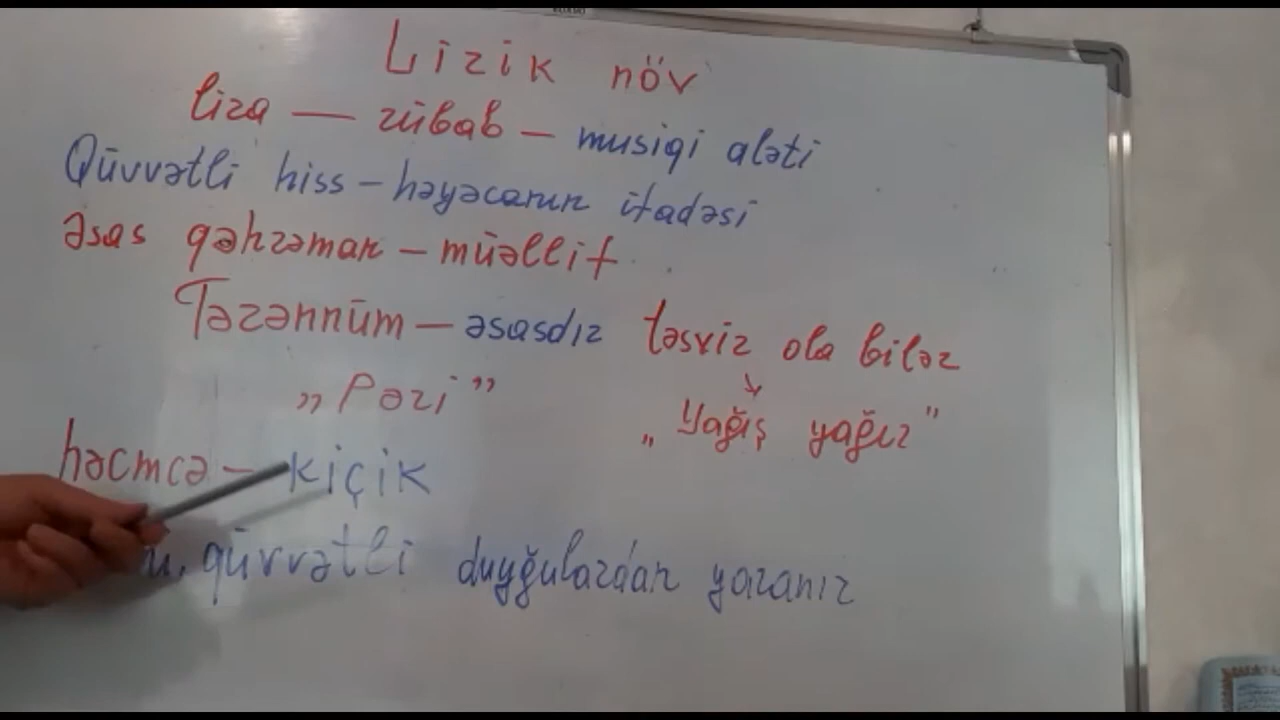 Lirik növ
lira — rübab — musiqi aləti
Qüvvətli hiss – həyəcanın ifadəsi
Əsas qəhrəman – müəllif
Tərənnüm — əsasdır təsvir ola bilər
„Pəri” „Yağış yağır”
həcmcə – kiçik
qüvvətli duyğulardan yaranır